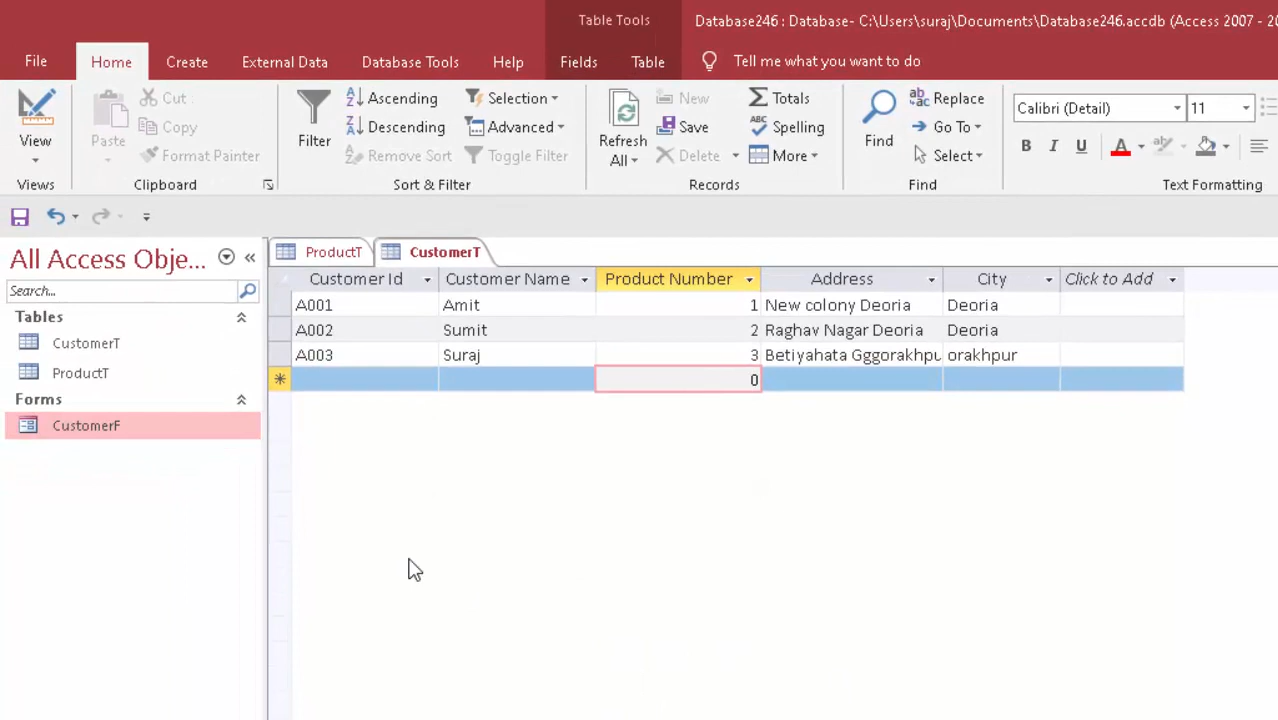 Table Tools
Database246 : Database- C:\Users\suraj\Documents\Database246.accdb (Access 2007 - 20
File Home Create External Data Database Tools Help Fields Table Tell me what you want to do
View
Views
Paste
Cut
Copy
Format Painter
Clipboard
Filter
Ascending
Descending
Remove Sort
Selection
Advanced
Toggle Filter
Sort & Filter
Refresh
All
New
Save
Delete
Totals
Spelling
More
Records
Find
Replace
Go To
Select
Find
Calibri (Detail) 11
B I U A
Text Formatting
All Access Obje...
Search...
Tables
CustomerT
ProductT
Forms
CustomerF
ProductT CustomerT
Customer Id Customer Name Product Number Address City Click to Add
A001 Amit 1 New colony Deoria Deoria
A002 Sumit 2 Raghav Nagar Deoria Deoria
A003 Suraj 3 Betiyahata Gggorakhpu orakhpur
0